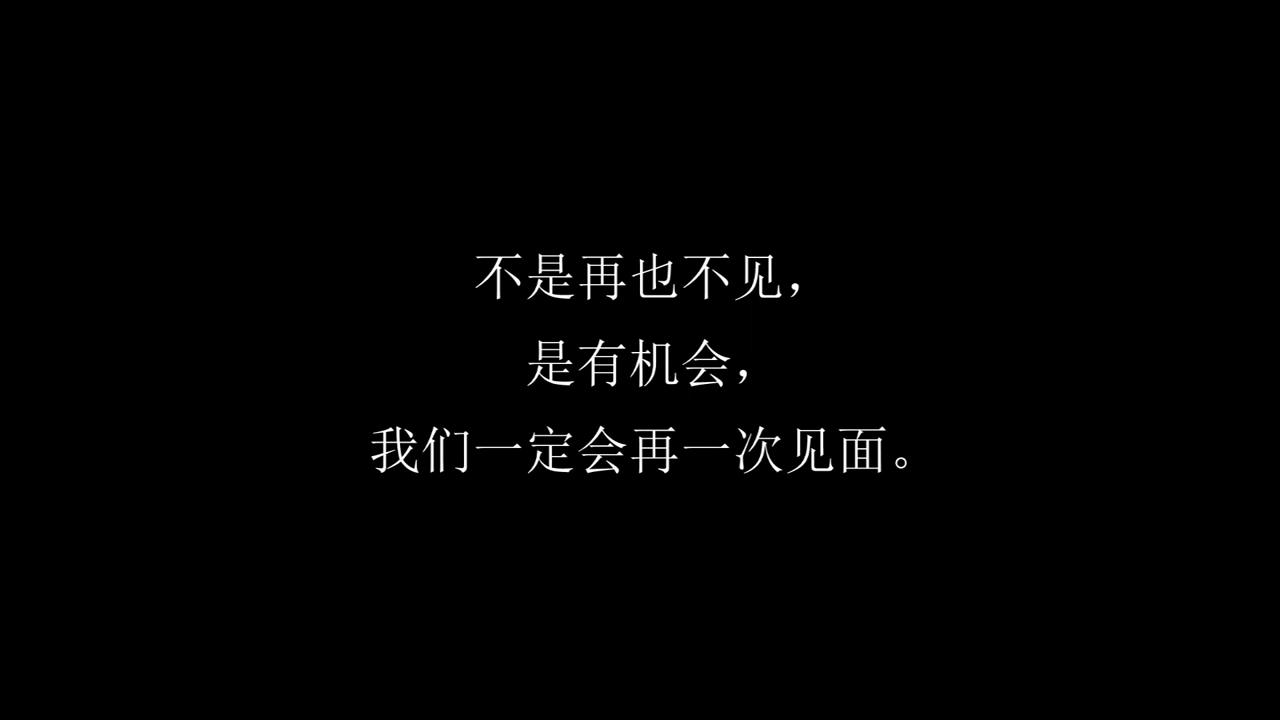 不是再也不见，
是有机会，
我们一定会再一次见面。